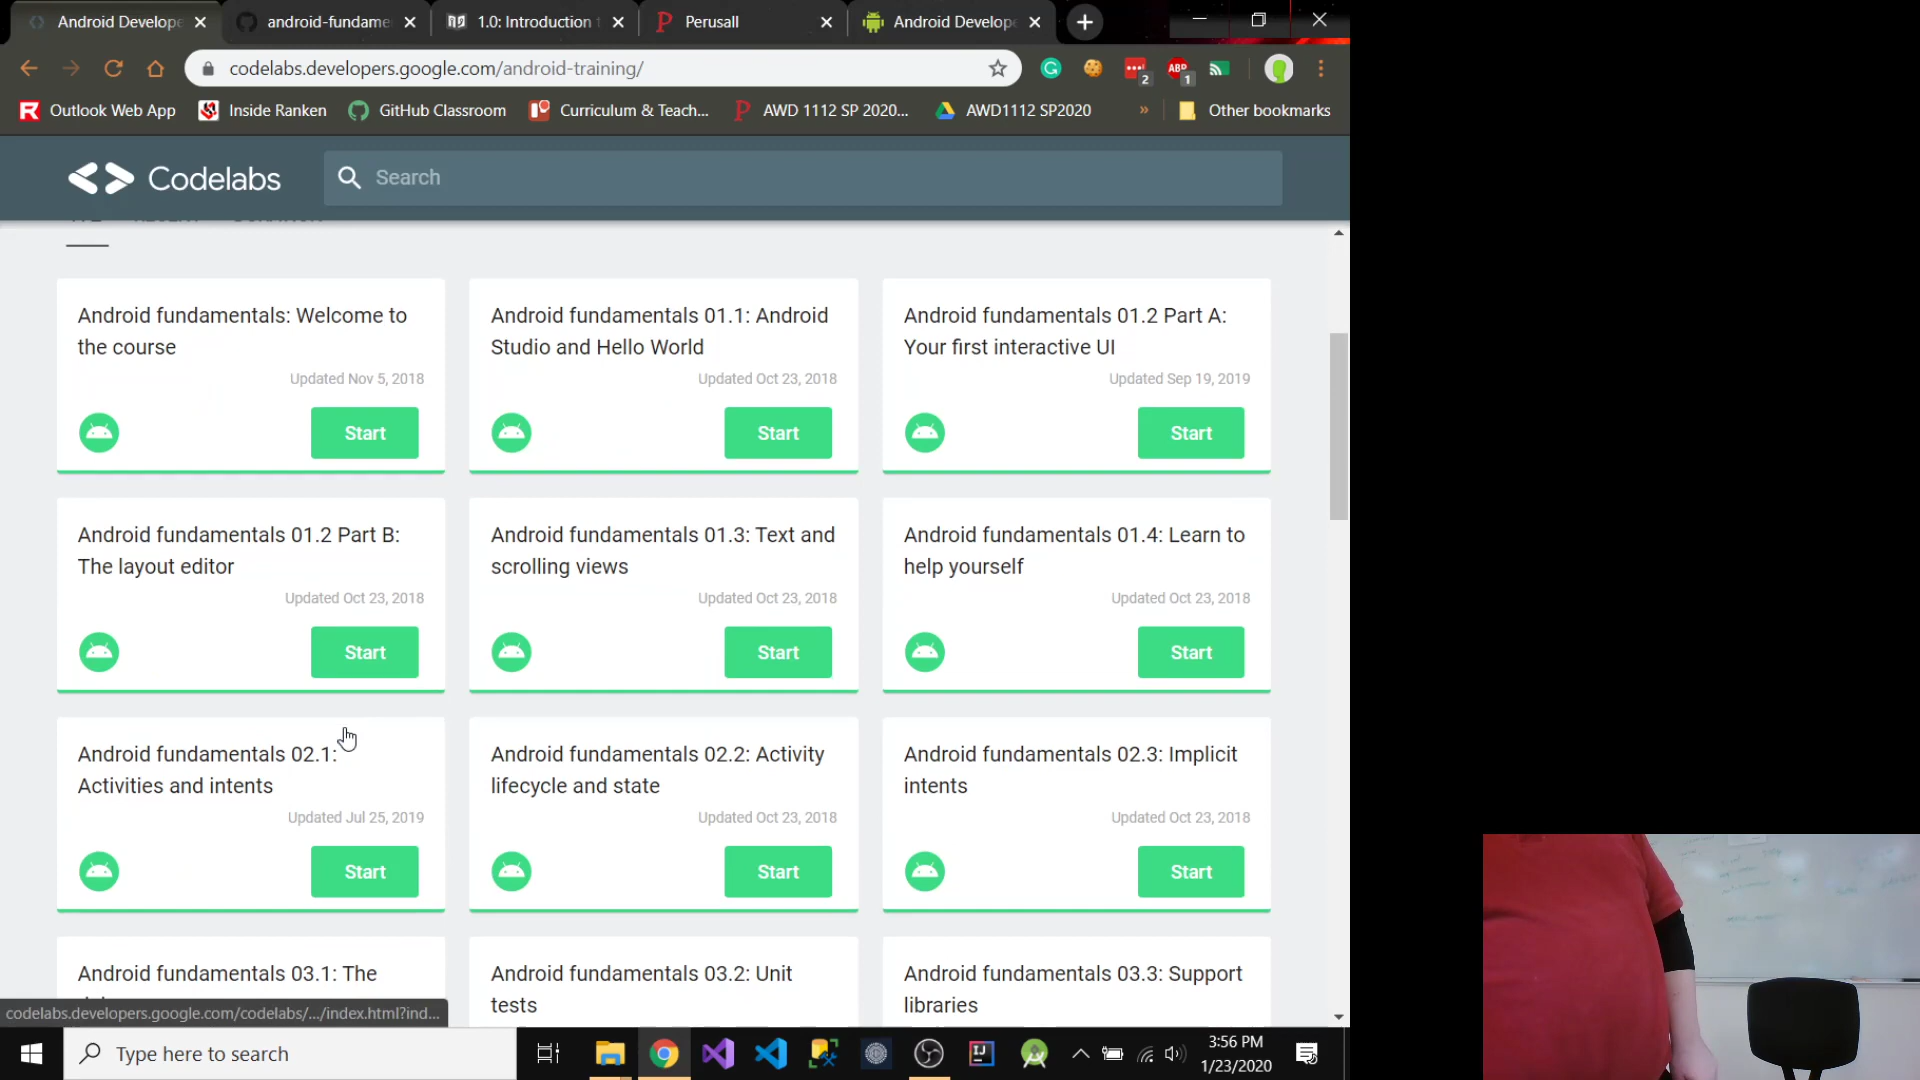 Android Develope
android-fundame
1.0: Introduction
Perusall
Android Develope
codelabs.developers.google.com/android-training/
2
ABP
1
Outlook Web App
Inside Ranken
GitHub Classroom
Curriculum & Teach...
AWD 1112 SP 2020...
AWD1112 SP2020
»
Other bookmarks
Codelabs
Search
Android fundamentals: Welcome to
the course
Updated Nov 5, 2018
Start
Android fundamentals 01.1: Android
Studio and Hello World
Updated Oct 23, 2018
Start
Android fundamentals 01.2 Part A:
Your first interactive UI
Updated Sep 19, 2019
Start
Android fundamentals 01.2 Part B:
The layout editor
Updated Oct 23, 2018
Start
Android fundamentals 01.3: Text and
scrolling views
Updated Oct 23, 2018
Start
Android fundamentals 01.4: Learn to
help yourself
Updated Oct 23, 2018
Start
Android fundamentals 02.1:
Activities and intents
Updated Jul 25, 2019
Start
Android fundamentals 02.2: Activity
lifecycle and state
Updated Oct 23, 2018
Start
Android fundamentals 02.3: Implicit
intents
Updated Oct 23, 2018
Start
Android fundamentals 03.1: The
Android fundamentals 03.2: Unit
tests
Android fundamentals 03.3: Support
libraries
codelabs.developers.google.com/codelabs/.../index.html?ind...
Type here to search
3:56 PM
1/23/2020